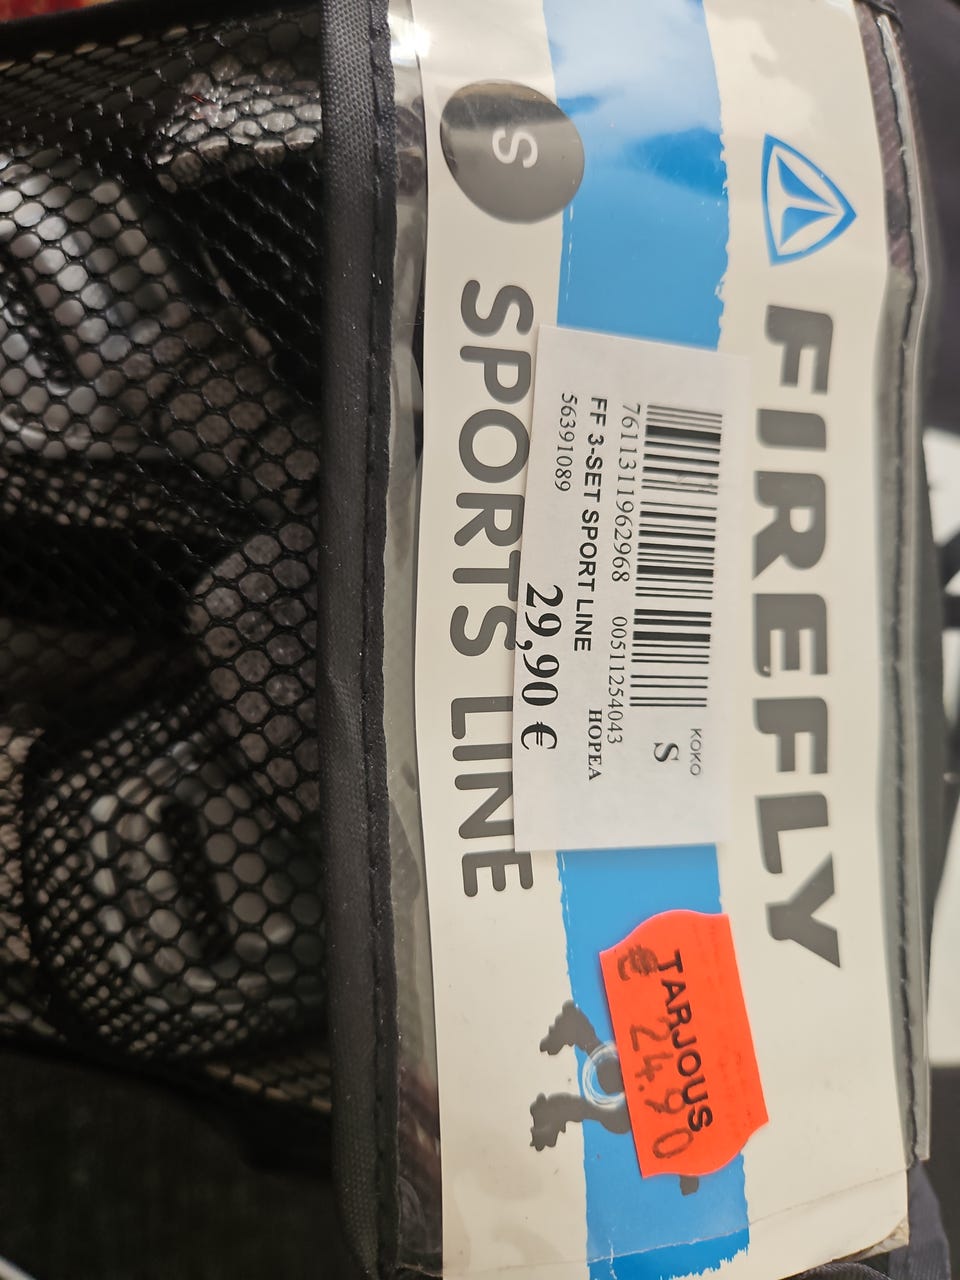 FIREFLY
S
SPORTS LINE
KOKO
S
7611311962968 00511254043
FF 3-SET SPORT LINE HOPEA
56391089
29,90 €
TARJOUS
€ 24.90